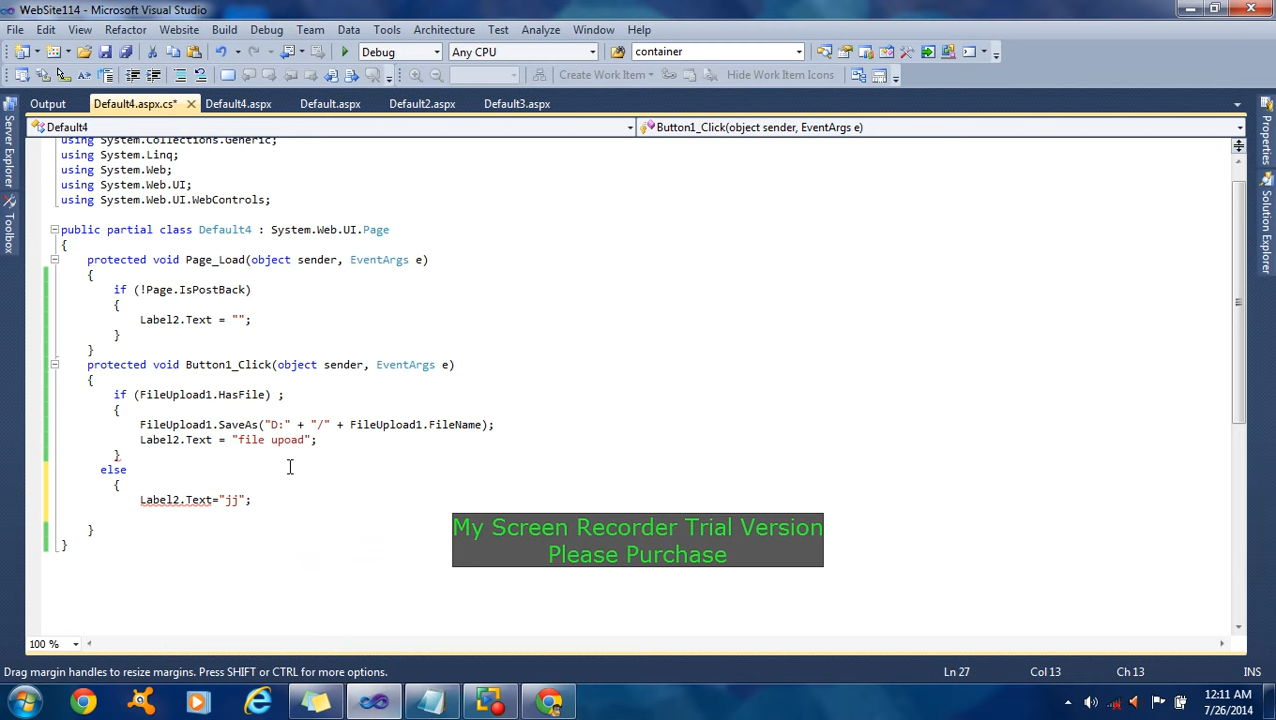 WebSite114 - Microsoft Visual Studio
File Edit View Refactor Website Build Debug Team Data Tools Architecture Test Analyze Window Help
Debug Any CPU container
Create Work Item Hide Work Item Icons
Output Default4.aspx.cs* Default4.aspx Default.aspx Default2.aspx Default3.aspx
Default4 Button1_Click(object sender, EventArgs e)
Server Explorer
Toolbox
Properties
Solution Explorer
using System.Collections.Generic;
using System.Linq;
using System.Web;
using System.Web.UI;
using System.Web.UI.WebControls;
public partial class Default4 : System.Web.UI.Page
{
protected void Page_Load(object sender, EventArgs e)
{
if (!Page.IsPostBack)
{
Label2.Text = "";
}
}
protected void Button1_Click(object sender, EventArgs e)
{
if (FileUpload1.HasFile) ;
{
FileUpload1.SaveAs("D:" + "/" + FileUpload1.FileName);
Label2.Text = "file upoad";
}
else
{
Label2.Text="jj";
}
}
My Screen Recorder Trial Version
Please Purchase
100 %
Drag margin handles to resize margins. Press SHIFT or CTRL for more options. Ln 27 Col 13 Ch 13 INS
12:11 AM
7/26/2014